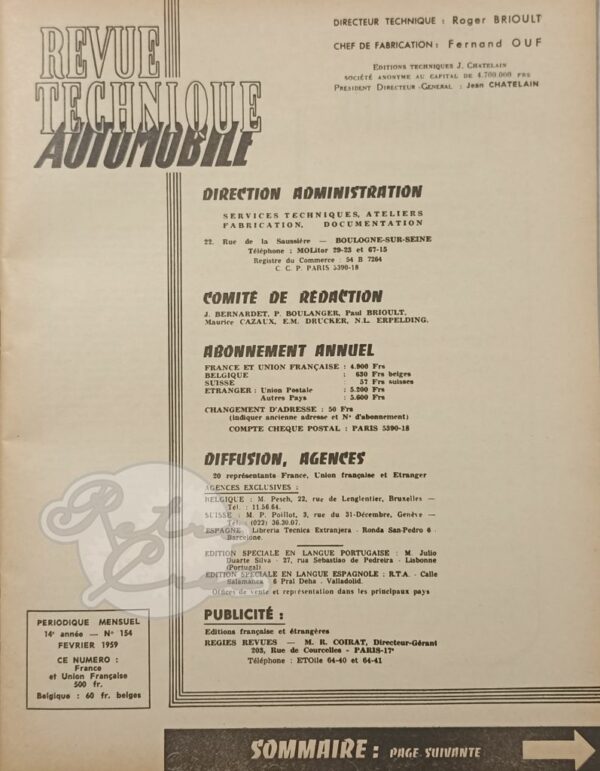 REVUE
TECHNIQUE
AUTOMOBILE
DIRECTEUR TECHNIQUE : Roger BRIOULT
CHEF DE FABRICATION : Fernand OUF
EDITIONS TECHNIQUES J. CHATELAIN
SOCIÉTÉ ANONYME AU CAPITAL DE 4.700.000 FRS
PRESIDENT DIRECTEUR-GENERAL : Jean CHATELAIN
DIRECTION ADMINISTRATION
SERVICES TECHNIQUES, ATELIERS
FABRICATION, DOCUMENTATION
22, Rue de la Saussière — BOULOGNE-SUR-SEINE
Téléphone : MOLitor 29-23 et 67-15
Registre du Commerce : 54 B 7264
C. C. P. PARIS 5390-18
COMITÉ DE RÉDACTION
J. BERNARDET, P. BOULANGER, Paul BRIOULT,
Maurice CAZAUX, E.M. DRUCKER, N.L. ERPELDING.
ABONNEMENT ANNUEL
FRANCE ET UNION FRANÇAISE : 4.900 Frs
BELGIQUE : 630 Frs belges
SUISSE : 57 Frs suisses
ETRANGER : Union Postale : 5.200 Frs
Autres Pays : 5.600 Frs
CHANGEMENT D'ADRESSE : 50 Frs
(indiquer ancienne adresse et N° d'abonnement)
COMPTE CHEQUE POSTAL : PARIS 5390-18
DIFFUSION, AGENCES
20 représentants France, Union française et Etranger
AGENCES EXCLUSIVES :
BELGIQUE : M. Pesch, 22, rue de Lenglentier, Bruxelles —
Tél. : 11.56.64.
SUISSE : M. P. Poillot, 3, rue du 31-Décembre, Genève —
Tél. : (022) 36.30.07.
ESPAGNE : Libreria Tecnica Extranjera - Ronda San-Pedro 6 -
Barcelone.
EDITION SPECIALE EN LANGUE PORTUGAISE : M. Julio
Duarte Silva - 27, rua Sebastiao de Pedreira - Lisbonne
(Portugal)
EDITION SPECIALE EN LANGUE ESPAGNOLE : R.T.A. - Calle
Salamanca 6 Pral Deha - Valladolid.
Offices de vente et représentation dans les principaux pays
PUBLICITÉ :
Editions française et étrangères
REGIES REVUES — M. R. COIRAT, Directeur-Gérant
203, Rue de Courcelles - PARIS-17ᵉ
Téléphone : ETOile 64-40 et 64-41
PERIODIQUE MENSUEL
14ᵉ année — N° 154
FEVRIER 1959
CE NUMERO :
France
et Union Française
500 fr.
Belgique : 60 fr. belges
SOMMAIRE : PAGE SUIVANTE
Retro